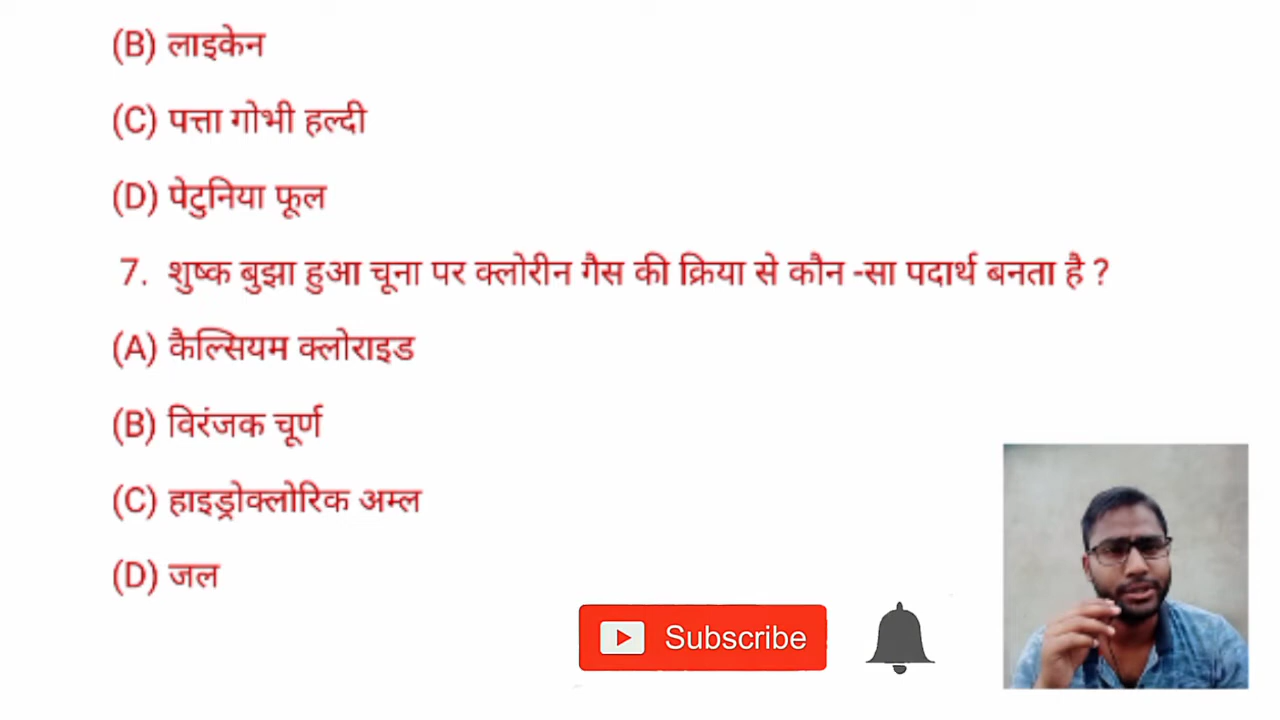 (B) लाइकेन
(C) पत्ता गोभी हल्दी
(D) पेटुनिया फूल
7. शुष्क बुझा हुआ चूना पर क्लोरीन गैस की क्रिया से कौन -सा पदार्थ बनता है ?
(A) कैल्सियम क्लोराइड
(B) विरंजक चूर्ण
(C) हाइड्रोक्लोरिक अम्ल
(D) जल
Subscribe